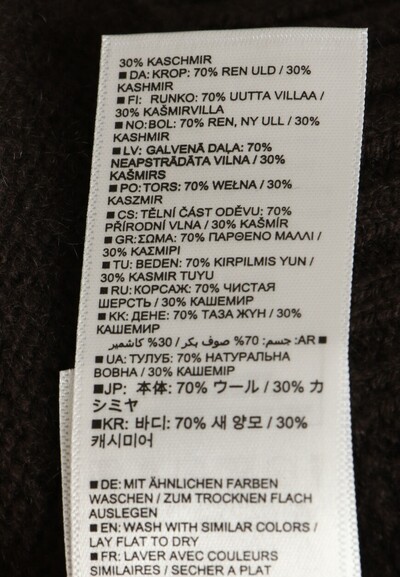 30% KASCHMIR
■DA: KROP: 70% REN ULD / 30%
KASHMIR
■FI: RUNKO: 70% UUTTA VILLAA /
30% KAŠMIRVILLA
■NO:BOL: 70% REN, NY ULL / 30%
KASHMIR
■LV: GALVENĀ DAĻA: 70%
NEAPSTRĀDĀTA VILNA / 30%
KAŠMIRS
■PO:TORS: 70% WEŁNA / 30%
KASZMIR
■CS: TĚLNÍ ČÁST ODĚVU: 70%
PŘÍRODNÍ VLNA / 30% KAŠMÍR
■GR:ΣΩΜΑ: 70% ΠΑΡΘΕΝΟ ΜΑΛΛΙ /
30% ΚΑΣΜΙΡΙ
■TU: BEDEN: 70% KIRPILMIS YUN /
30% KASMIR TUYU
■RU: КОРСАЖ: 70% ЧИСТАЯ
ШЕРСТЬ / 30% КАШЕМИР
■KK: ДЕНЕ: 70% ТАЗА ЖҮН / 30%
КАШЕМИР
■AR: جسم: 70% صوف بكر / 30% كاشمير
■UA: ТУЛУБ: 70% НАТУРАЛЬНА
ВОВНА / 30% КАШЕМІР
■JP: 本体: 70% ウール / 30% カ
シミヤ
■KR: 바디: 70% 새 양모 / 30%
캐시미어
■DE: MIT ÄHNLICHEN FARBEN
WASCHEN / ZUM TROCKNEN FLACH
AUSLEGEN
■EN: WASH WITH SIMILAR COLORS /
LAY FLAT TO DRY
■FR: LAVER AVEC COULEURS
SIMILAIRES / SECHER A PLAT